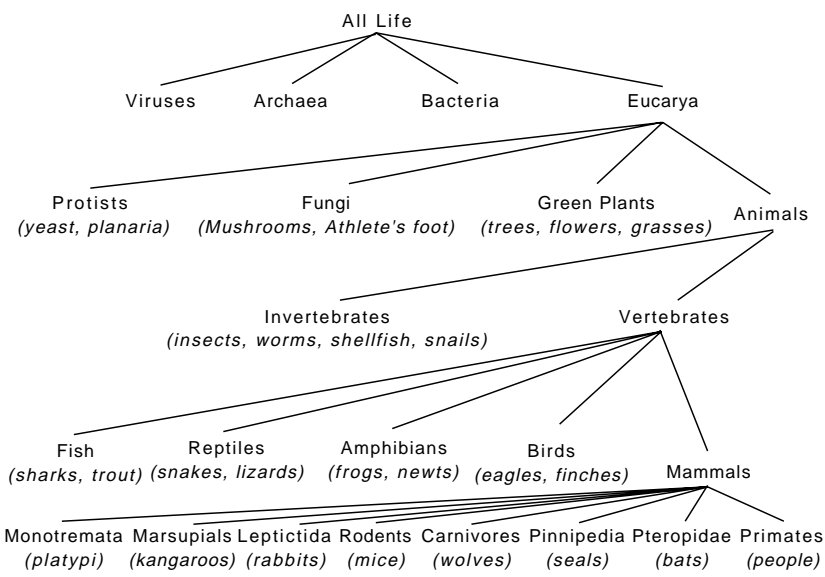 All Life
Viruses Archaea Bacteria Eucarya
Protists Fungi Green Plants Animals
(yeast, planaria) (Mushrooms, Athlete's foot) (trees, flowers, grasses)
Invertebrates Vertebrates
(insects, worms, shellfish, snails)
Fish Reptiles Amphibians Birds Mammals
(sharks, trout) (snakes, lizards) (frogs, newts) (eagles, finches)
Monotremata Marsupials Leptictida Rodents Carnivores Pinnipedia Pteropidae Primates
(platypi) (kangaroos) (rabbits) (mice) (wolves) (seals) (bats) (people)